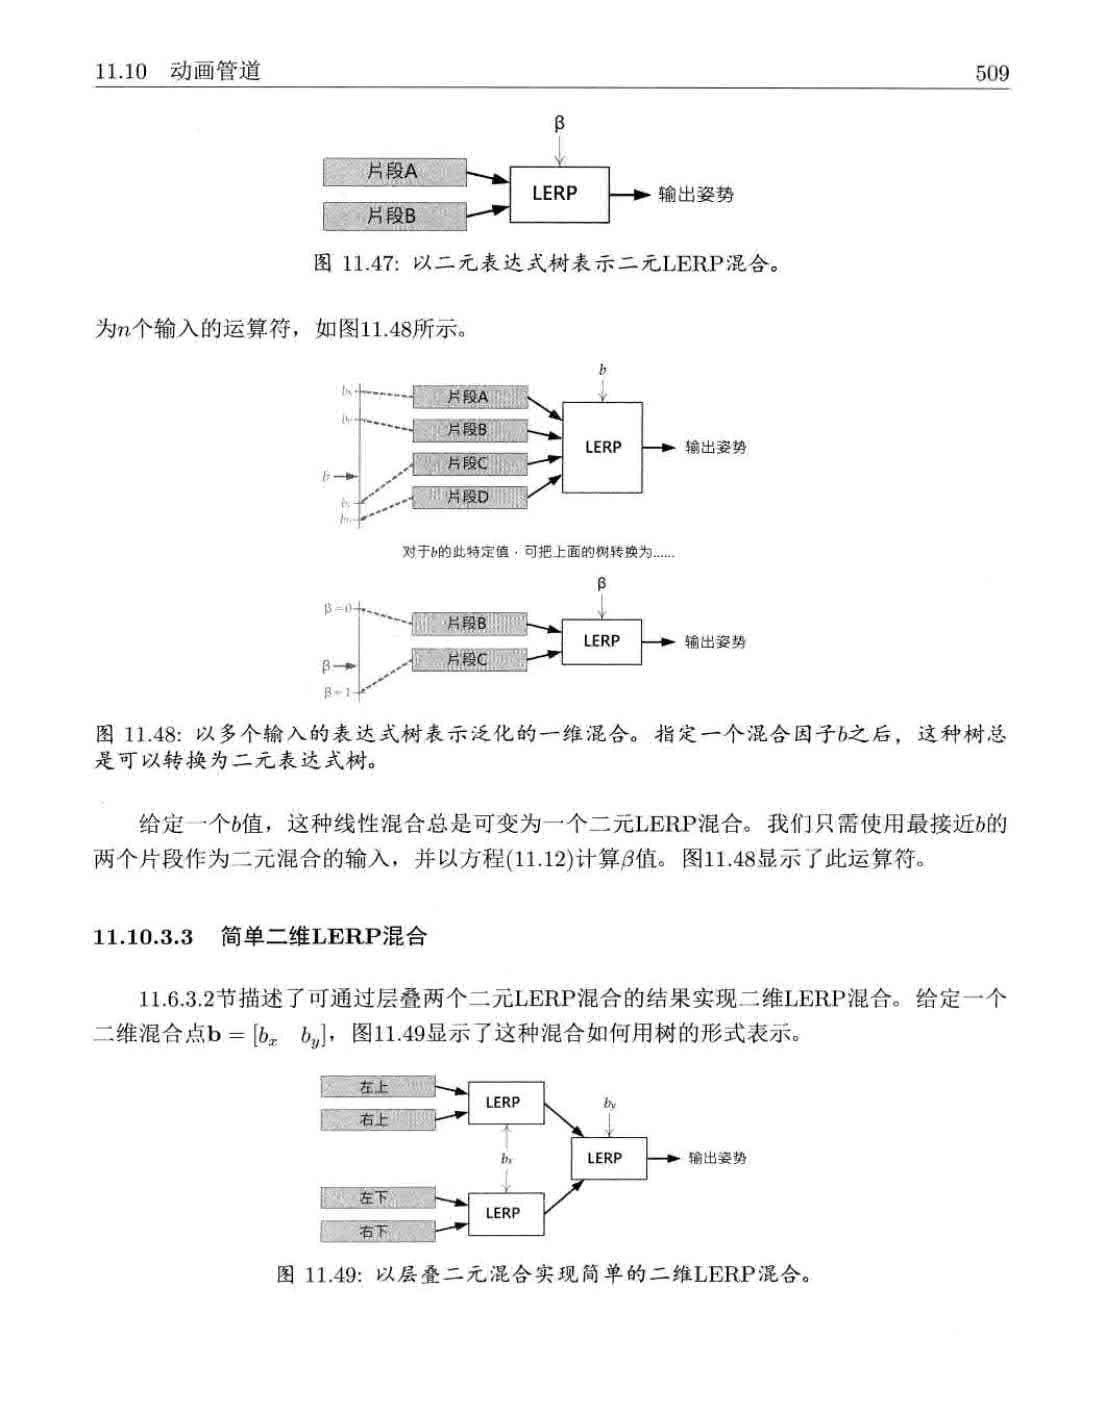 11.10 动画管道 509
β
片段A
LERP
输出姿势
片段B
图 11.47: 以二元表达式树表示二元LERP混合。
为n个输入的运算符，如图11.48所示。
b
片段A
片段B
LERP
输出姿势
片段C
b
片段D
对于b的此特定值，可把上面的树转换为......
β
β=0
片段B
LERP
输出姿势
片段C
β
β=1
图 11.48: 以多个输入的表达式树表示泛化的一维混合。指定一个混合因子b之后，这种树总
是可以转换为二元表达式树。
给定一个b值，这种线性混合总是可变为一个二元LERP混合。我们只需使用最接近b的
两个片段作为二元混合的输入，并以方程(11.12)计算β值。图11.48显示了此运算符。
11.10.3.3 简单二维LERP混合
11.6.3.2节描述了可通过层叠两个二元LERP混合的结果实现二维LERP混合。给定一个
二维混合点b = [bx by]，图11.49显示了这种混合如何用树的形式表示。
左上
LERP
右上
by
bx
LERP
输出姿势
左下
LERP
右下
图 11.49: 以层叠二元混合实现简单的二维LERP混合。